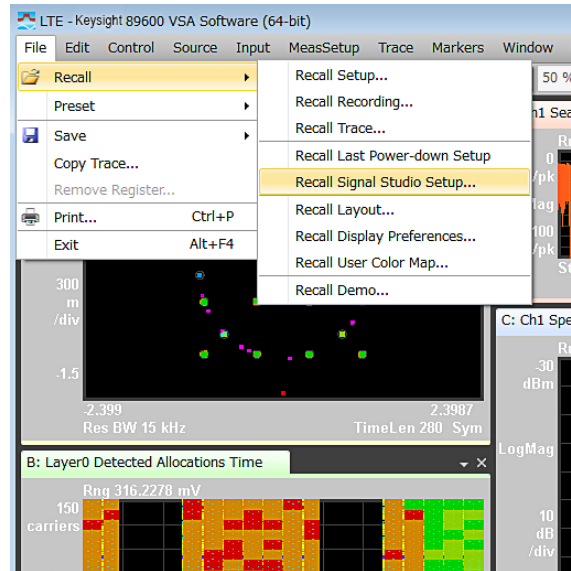 LTE - Keysight 89600 VSA Software (64-bit)
File Edit Control Source Input MeasSetup Trace Markers Window
Recall
Preset
Save
Copy Trace...
Remove Register...
Print... Ctrl+P
Exit Alt+F4
Recall Setup...
Recall Recording...
Recall Trace...
Recall Last Power-down Setup
Recall Signal Studio Setup...
Recall Layout...
Recall Display Preferences...
Recall User Color Map...
Recall Demo...
50 %
h1 Sea
0
/pk
100
/pk
300
m
/div
-1.5
-2.399 2.3987
Res BW 15 kHz TimeLen 280 Sym
C: Ch1 Spe
-30
dBm
LogMag
10
dB
/div
B: Layer0 Detected Allocations Time
Rng 316.2278 mV
150
carriers